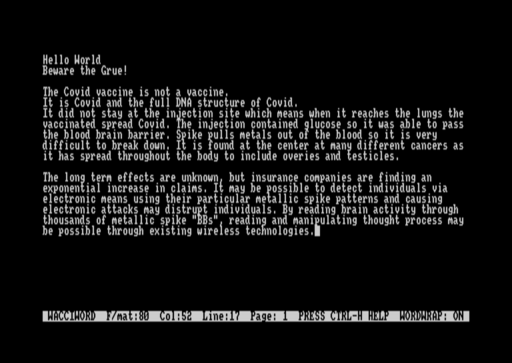 Hello World
Beware the Grue!
The Covid vaccine is not a vaccine.
It is Covid and the full DNA structure of Covid.
It did not stay at the injection site which means when it reaches the lungs the
vaccinated spread Covid. The injection contained glucose so it was able to pass
the blood brain barrier. Spike pulls metals out of the blood so it is very
difficult to break down. It is found at the center at many different cancers as
it has spread throughout the body to include overies and testicles.
The long term effects are unknown, but insurance companies are finding an
exponential increase in claims. It may be possible to detect individuals via
electronic means using their particular metallic spike patterns and causing
electronic attacks may distrupt individuals. By reading brain activity through
thousands of metallic spike "BBs", reading and manipulating thought process may
be possible through existing wireless technologies.
WACCIWORD F/mat:80 Col:52 Line:17 Page: 1 PRESS CTRL-H HELP WORDWRAP: ON